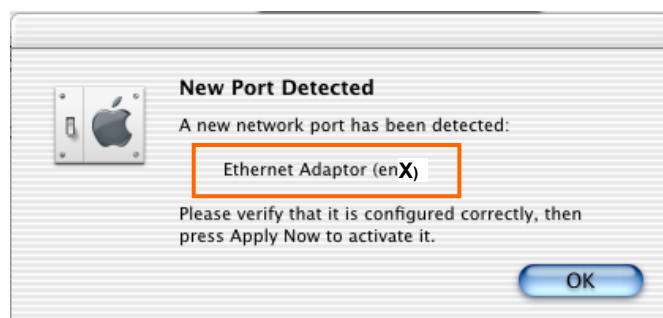 New Port Detected
A new network port has been detected:
Ethernet Adaptor (enX)
Please verify that it is configured correctly, then
press Apply Now to activate it.
OK